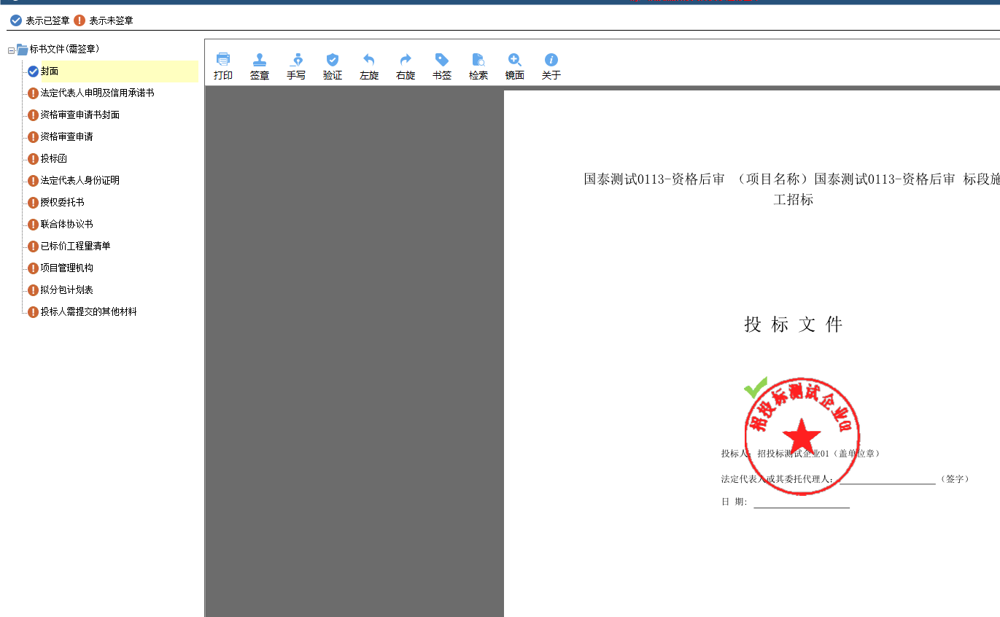 表示已签章 表示未签章
标书文件(需签章)
封面
法定代表人申明及信用承诺书
资格审查申请书封面
资格审查申请
投标函
法定代表人身份证明
授权委托书
联合体协议书
已标价工程量清单
项目管理机构
拟分包计划表
投标人需提交的其他材料
打印 签章 手写 验证 左旋 右旋 书签 检索 镜面 关于
国泰测试0113-资格后审 （项目名称）国泰测试0113-资格后审 标段施
工招标
投 标 文 件
招投标测试企业01
投标人：招投标测试企业01（盖单位章）
法定代表人或其委托代理人：（签字）
日 期: